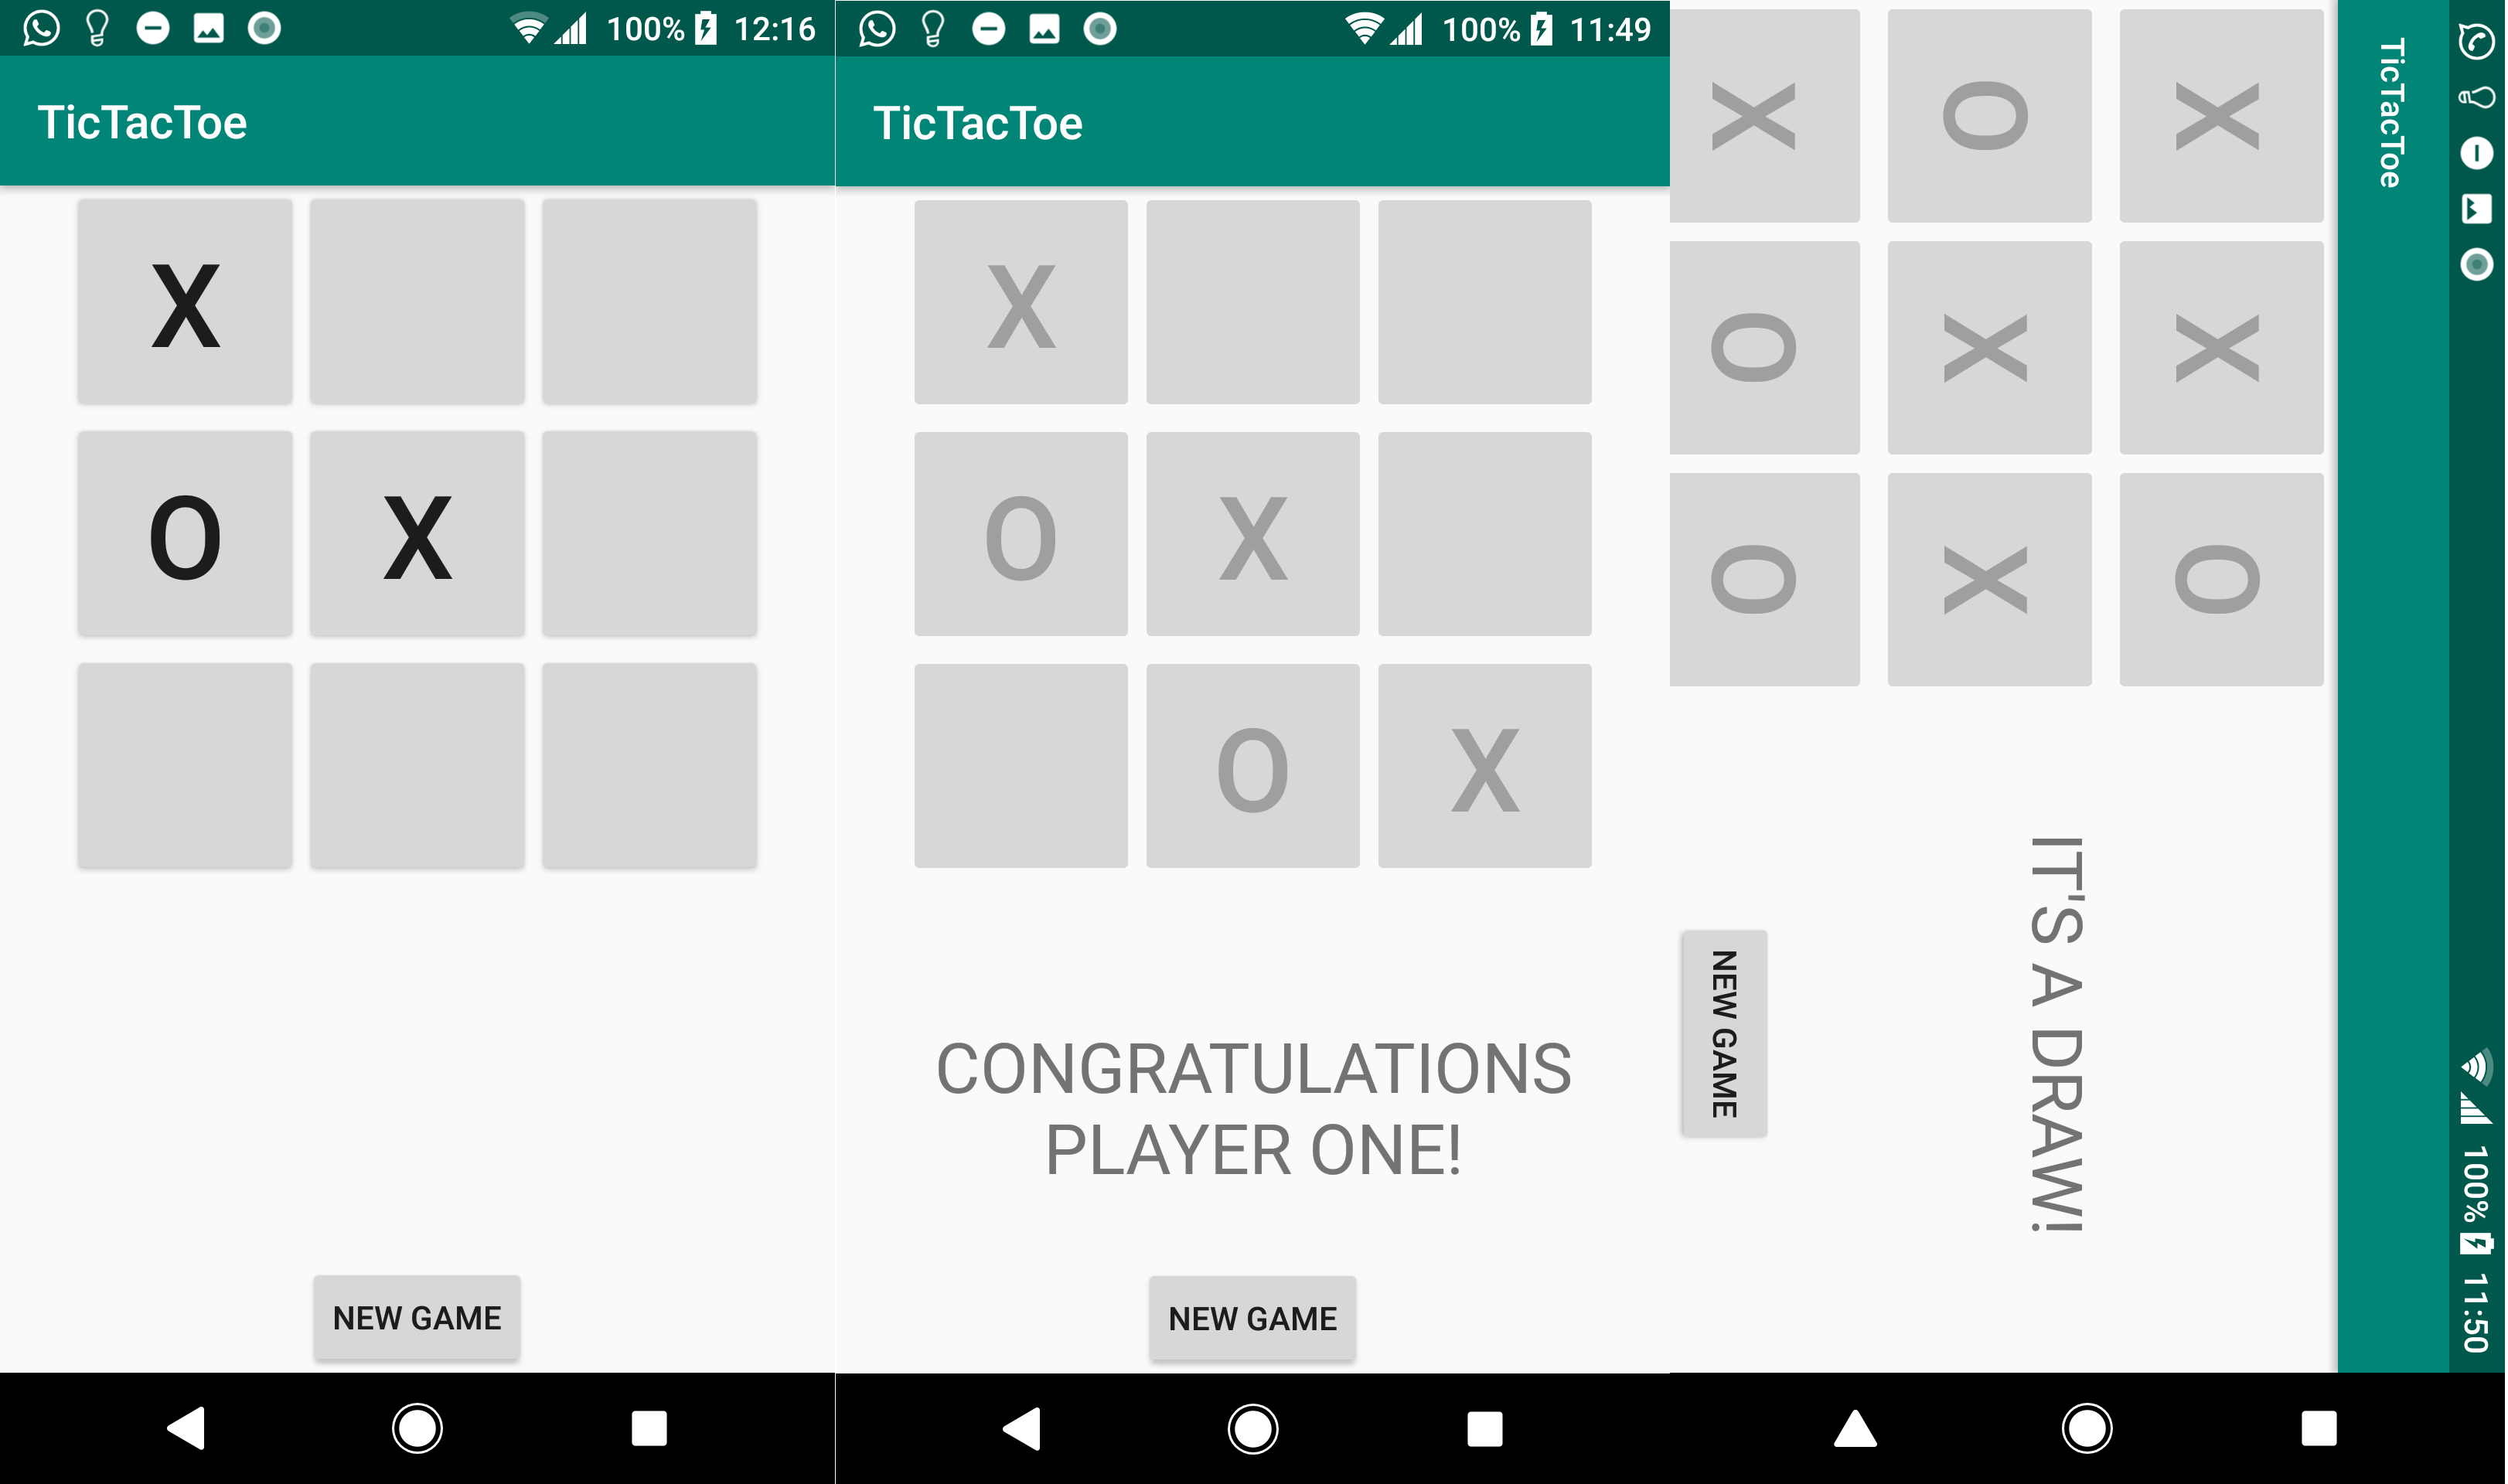 100% 12:16
TicTacToe
X
O X
NEW GAME
100% 11:49
TicTacToe
X
O X
O X
CONGRATULATIONS
PLAYER ONE!
NEW GAME
100% 11:50
TicTacToe
X X O
O X X
X O O
IT'S A DRAW!
NEW GAME